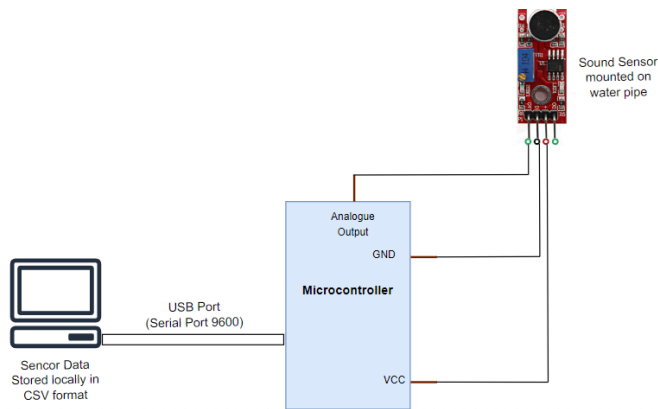 Sound Sensor
mounted on
water pipe
Analogue
Output
GND
Microcontroller
USB Port
(Serial Port 9600)
VCC
Sencor Data
Stored locally in
CSV format